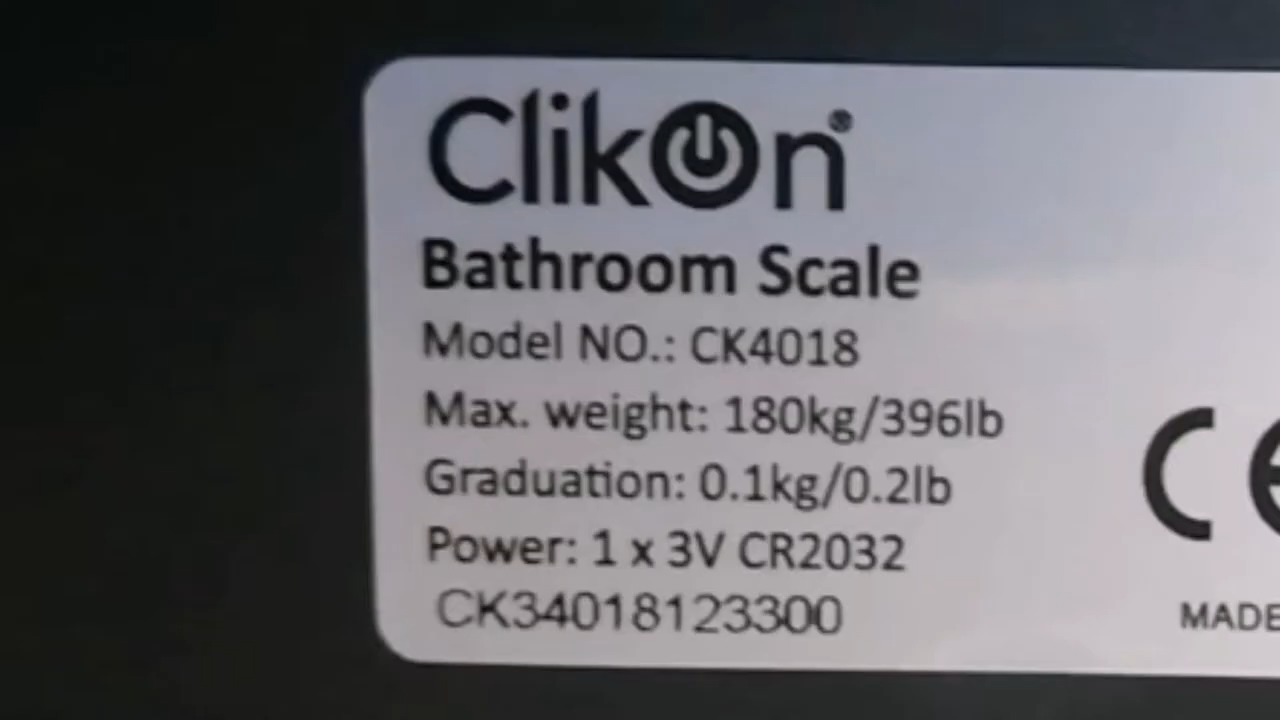 ClikOn®
Bathroom Scale
Model NO.: CK4018
Max. weight: 180kg/396lb
Graduation: 0.1kg/0.2lb
Power: 1 x 3V CR2032
CK34018123300
CE
MADE